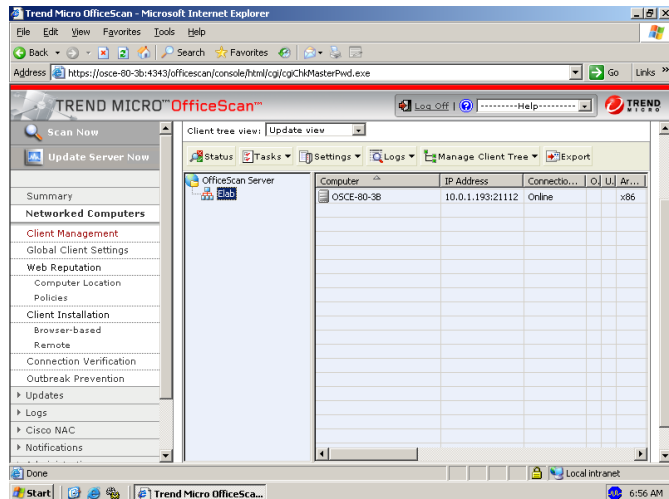 Trend Micro OfficeScan - Microsoft Internet Explorer
File Edit View Favorites Tools Help
Back Search Favorites
Address https://osce-80-3b:4343/officescan/console/html/cgi/cgiChkMasterPwd.exe Go Links »
TREND MICRO™ OfficeScan™ Log Off ---------Help--------- TREND MICRO
Scan Now
Update Server Now
Summary
Networked Computers
Client Management
Global Client Settings
Web Reputation
Computer Location
Policies
Client Installation
Browser-based
Remote
Connection Verification
Outbreak Prevention
Updates
Logs
Cisco NAC
Notifications
Client tree view: Update view
Status Tasks Settings Logs Manage Client Tree Export
OfficeScan Server
Elab
Computer IP Address Connectio... O. U. Ar...
OSCE-80-3B 10.0.1.193:21112 Online x86
Done Local intranet
Start Trend Micro OfficeSca... 6:56 AM